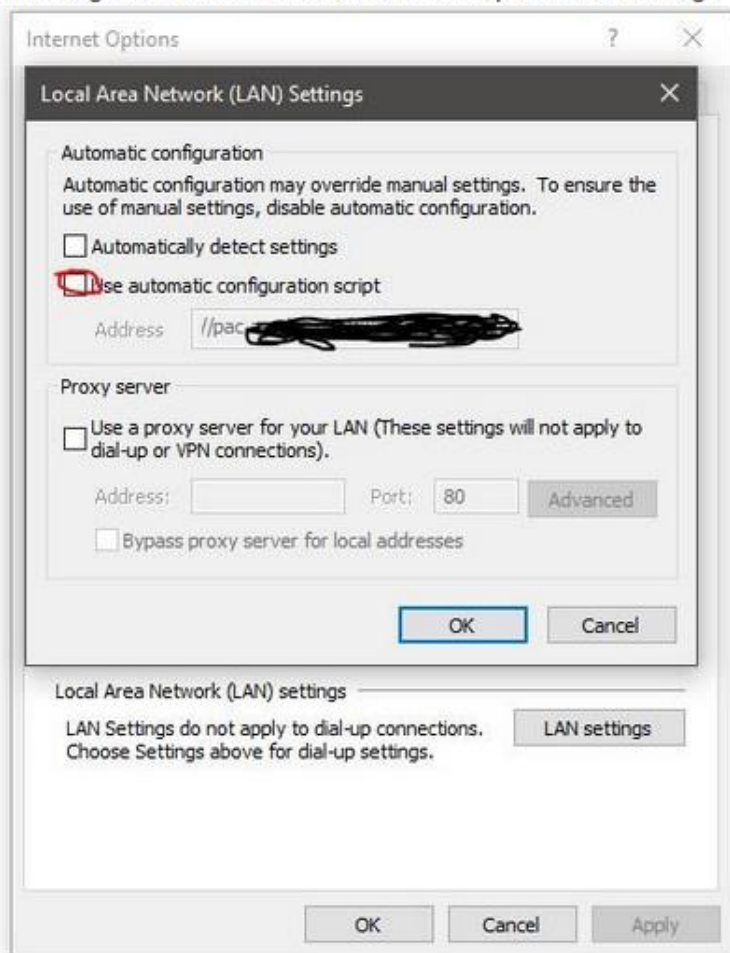 Internet Options
Local Area Network (LAN) Settings
Automatic configuration
Automatic configuration may override manual settings. To ensure the
use of manual settings, disable automatic configuration.
Automatically detect settings
Use automatic configuration script
Address //pac
Proxy server
Use a proxy server for your LAN (These settings will not apply to
dial-up or VPN connections).
Address: Port: 80 Advanced
Bypass proxy server for local addresses
OK Cancel
Local Area Network (LAN) settings
LAN Settings do not apply to dial-up connections.
Choose Settings above for dial-up settings.
LAN settings
OK Cancel Apply